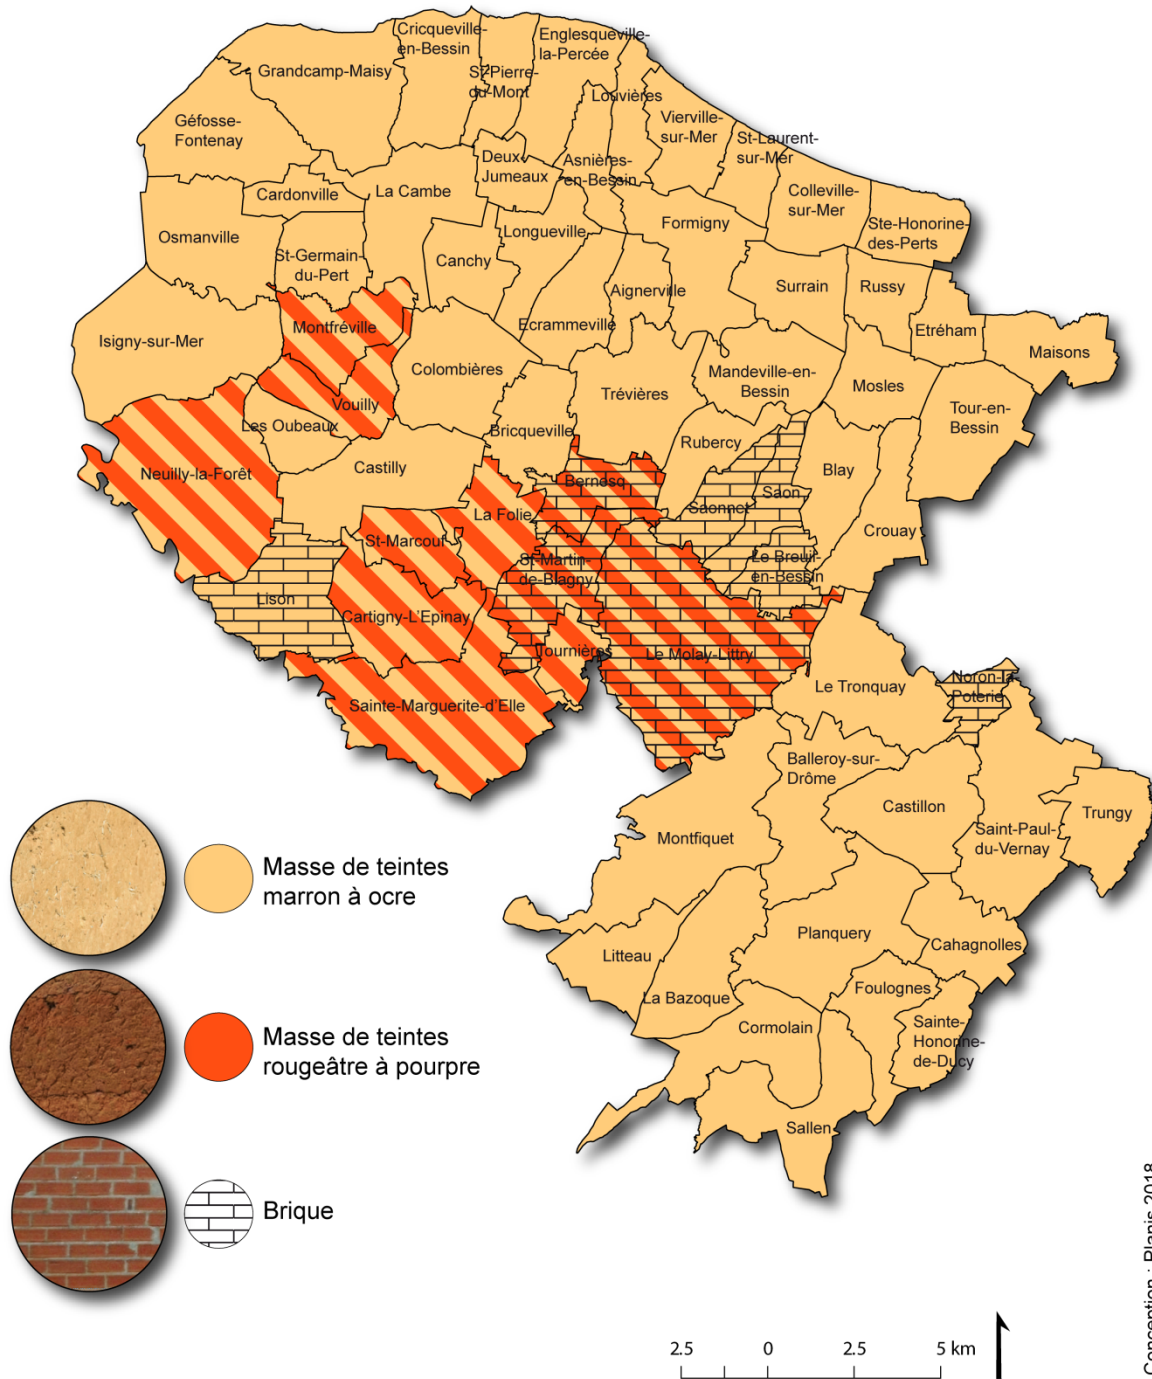 Cricqueville-
en-Bessin
Englesqueville-
la-Percée
Grandcamp-Maisy
St-Pierre-
du-Mont
Louvières
Vierville-
sur-Mer
Géfosse-
Fontenay
St-Laurent-
sur-Mer
Deux
Jumeaux
Asnières-
en-Bessin
Cardonville
La Cambe
Colleville-
sur-Mer
Osmanville
Longueville
Formigny
Ste-Honorine-
des-Perts
St-Germain-
du-Pert
Canchy
Aignerville
Surrain
Russy
Isigny-sur-Mer
Montfréville
Ecrammeville
Etréham
Maisons
Colombières
Trévières
Mandeville-en-
Bessin
Mosles
Vouilly
Tour-en-
Bessin
Les Oubeaux
Bricqueville
Rubercy
Neuilly-la-Forêt
Castilly
Bernesq
Blay
Saon
Saonnet
La Folie
Crouay
St-Marcouf
St-Martin-
de-Blagny
Le Breuil-
en-Bessin
Lison
Cartigny-L'Epinay
Tournières
Le Molay-Littry
Le Tronquay
Noron-la-
Poterie
Sainte-Marguerite-d'Elle
Balleroy-sur-
Drôme
Castillon
Trungy
Montfiquet
Saint-Paul-
du-Vernay
Planquery
Cahagnolles
Litteau
La Bazoque
Foulognes
Cormolain
Sainte-
Hononne-
de-Ducy
Sallen
Masse de teintes
marron à ocre
Masse de teintes
rougeâtre à pourpre
Brique
2.5 0 2.5 5 km
Conception : Planis 2018